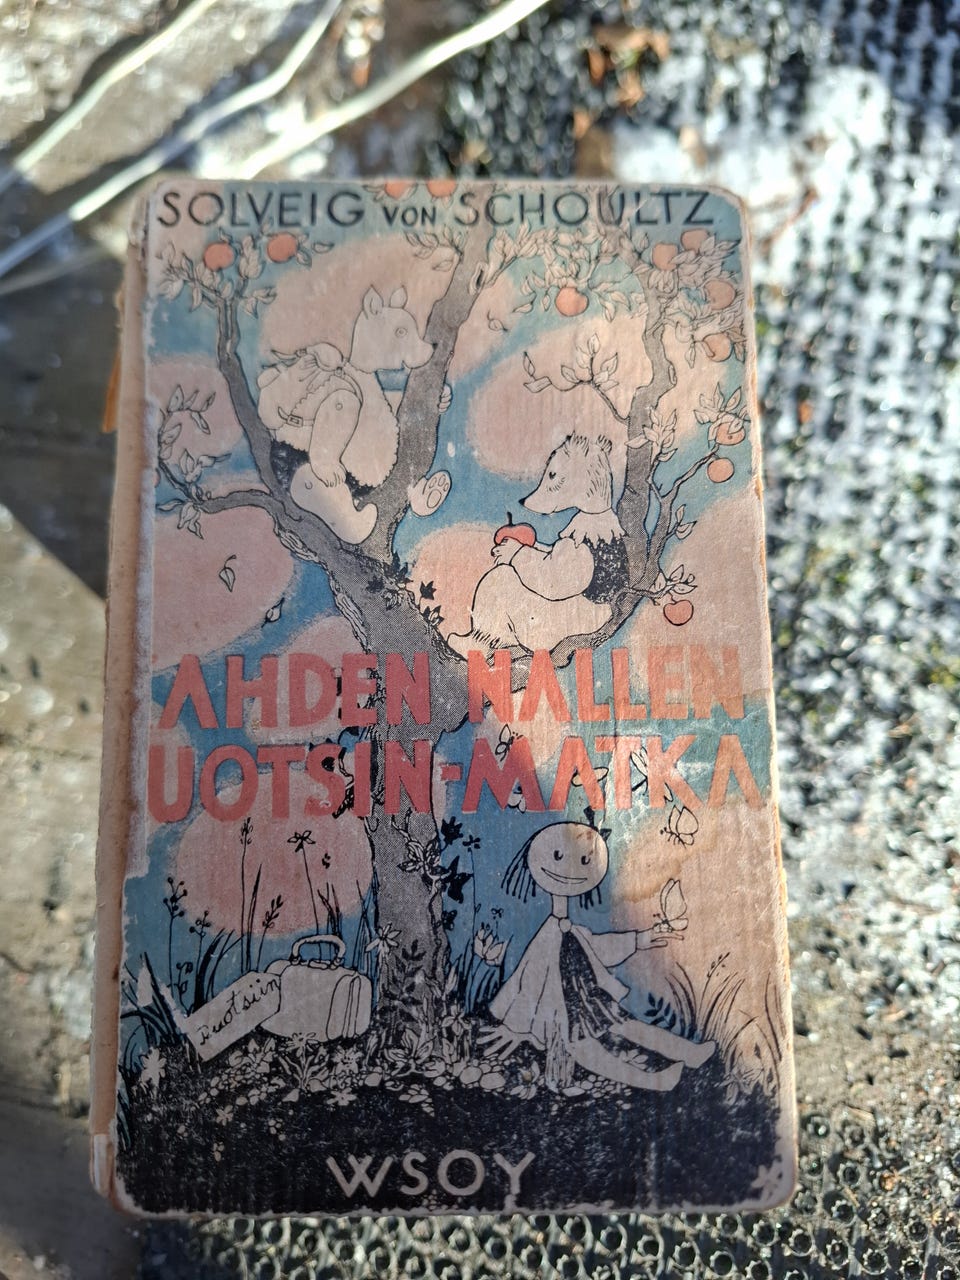 SOLVEIG VON SCHOULTZ
AHDEN NALLEN
UOTSIN-MATKA
Ruotsiin
WSOY